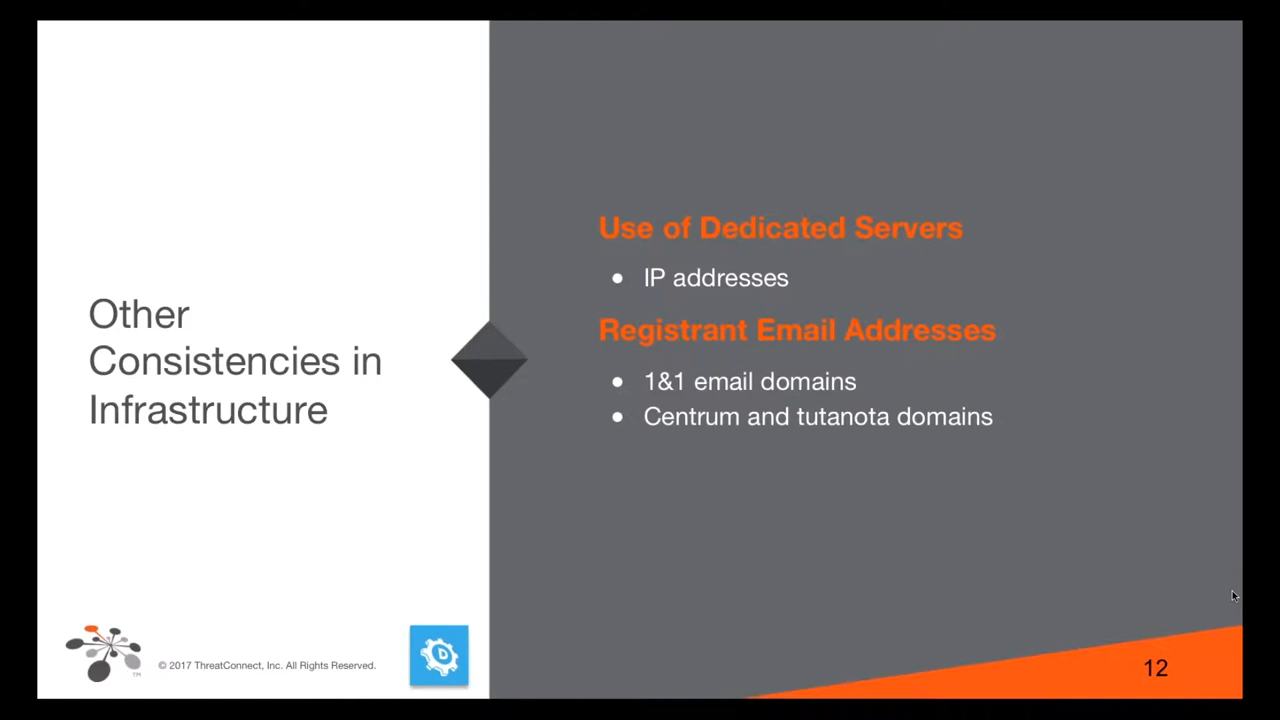 Other
Consistencies in
Infrastructure
Use of Dedicated Servers
● IP addresses
Registrant Email Addresses
● 1&1 email domains
● Centrum and tutanota domains
TM
© 2017 ThreatConnect, Inc. All Rights Reserved.
D
12